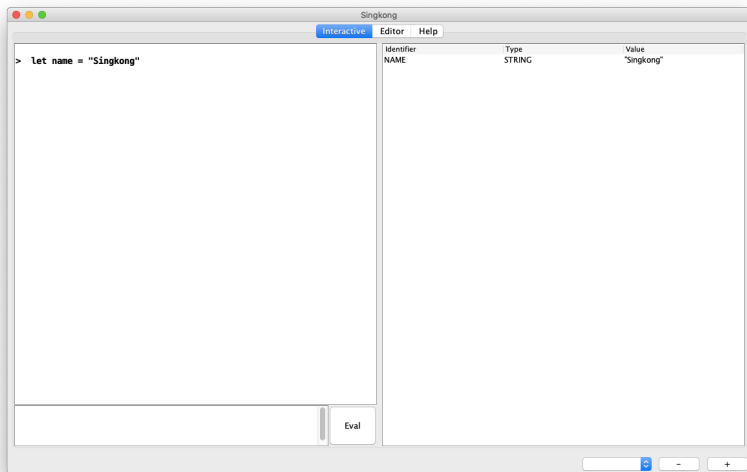 Singkong
Interactive Editor Help
> let name = "Singkong"
Identifier Type Value
NAME STRING "Singkong"
Eval
- +